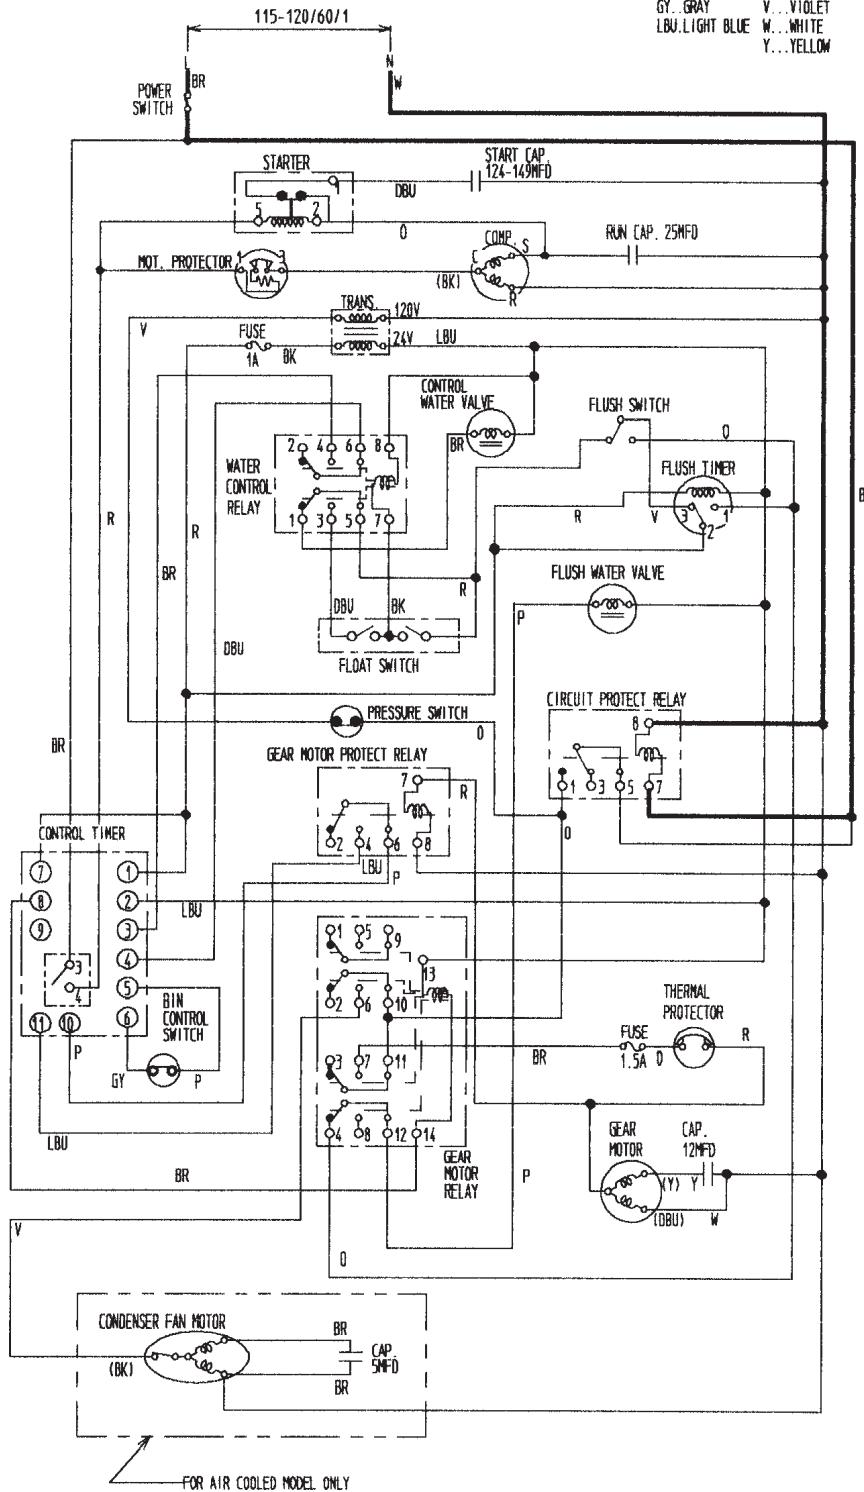 115-120/60/1
GY..GRAY V...VIOLET
LBU.LIGHT BLUE W...WHITE
Y...YELLOW
L
BR
N
W
POWER
SWITCH
STARTER
START CAP.
124-149MFD
DBU
1
5
2
O
COMP.
S
RUN CAP. 25MFD
MOT. PROTECTOR
1
3
C
(BK)
R
TRANS.
120V
V
FUSE
1A
BK
24V
LBU
CONTROL
WATER VALVE
FLUSH SWITCH
O
BR
2 4 6 8
WATER
CONTROL
RELAY
FLUSH TIMER
B
R
R
R
V
3
1
2
1 3 5 7
BR
FLUSH WATER VALVE
R
DBU
BK
P
DBU
FLOAT SWITCH
CIRCUIT PROTECT RELAY
PRESSURE SWITCH
O
8
BR
GEAR MOTOR PROTECT RELAY
7
R
1 3 5 7
O
CONTROL TIMER
2 4 6 8
LBU
P
7
1
8
2
LBU
9
3
1 5 9
3
4
13
4
5
BIN
CONTROL
SWITCH
2 6 10
THERMAL
PROTECTOR
11
10
6
FUSE
1.5A
O
R
P
3 7 11
BR
GY
P
4 8 12 14
LBU
GEAR
MOTOR
CAP.
12MFD
GEAR
MOTOR
RELAY
BR
P
(Y)
Y
(DBU)
W
V
O
CONDENSER FAN MOTOR
BR
CAP.
5MFD
(BK)
BR
FOR AIR COOLED MODEL ONLY